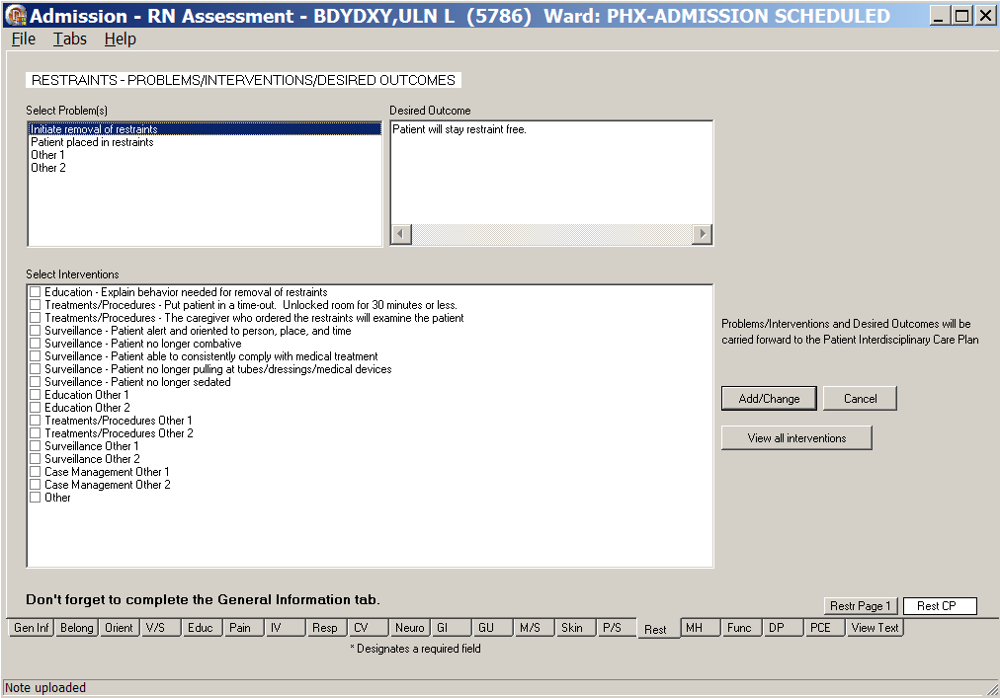 Admission - RN Assessment - BDYDXY,ULN L (5786) Ward: PHX-ADMISSION SCHEDULED
File Tabs Help
RESTRAINTS - PROBLEMS/INTERVENTIONS/DESIRED OUTCOMES
Select Problem(s)
Initiate removal of restraints
Patient placed in restraints
Other 1
Other 2
Desired Outcome
Patient will stay restraint free.
Select Interventions
Education - Explain behavior needed for removal of restraints
Treatments/Procedures - Put patient in a time-out. Unlocked room for 30 minutes or less.
Treatments/Procedures - The caregiver who ordered the restraints will examine the patient
Surveillance - Patient alert and oriented to person, place, and time
Surveillance - Patient no longer combative
Surveillance - Patient able to consistently comply with medical treatment
Surveillance - Patient no longer pulling at tubes/dressings/medical devices
Surveillance - Patient no longer sedated
Education Other 1
Education Other 2
Treatments/Procedures Other 1
Treatments/Procedures Other 2
Surveillance Other 1
Surveillance Other 2
Case Management Other 1
Case Management Other 2
Other
Problems/Interventions and Desired Outcomes will be
carried forward to the Patient Interdisciplinary Care Plan
Add/Change Cancel
View all interventions
Don't forget to complete the General Information tab.
Restr Page 1 Rest CP
Gen Inf Belong Orient V/S Educ Pain IV Resp CV Neuro GI GU M/S Skin P/S Rest MH Func DP PCE View Text
* Designates a required field
Note uploaded